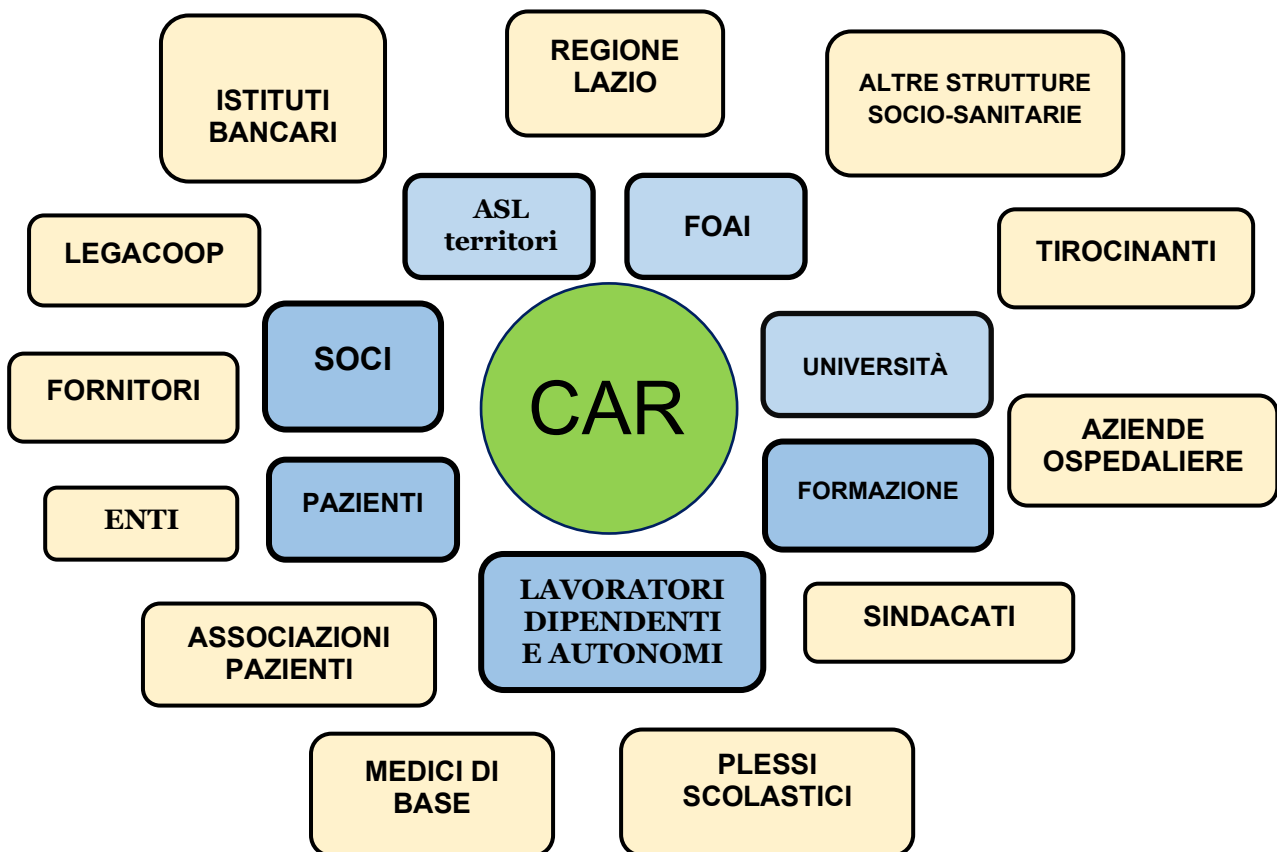 REGIONE
LAZIO
ISTITUTI
BANCARI
ALTRE STRUTTURE
SOCIO-SANITARIE
ASL
territori
FOAI
LEGACOOP
TIROCINANTI
SOCI
UNIVERSITÀ
FORNITORI
CAR
AZIENDE
OSPEDALIERE
PAZIENTI
FORMAZIONE
ENTI
LAVORATORI
DIPENDENTI
E AUTONOMI
SINDACATI
ASSOCIAZIONI
PAZIENTI
MEDICI DI
BASE
PLESSI
SCOLASTICI